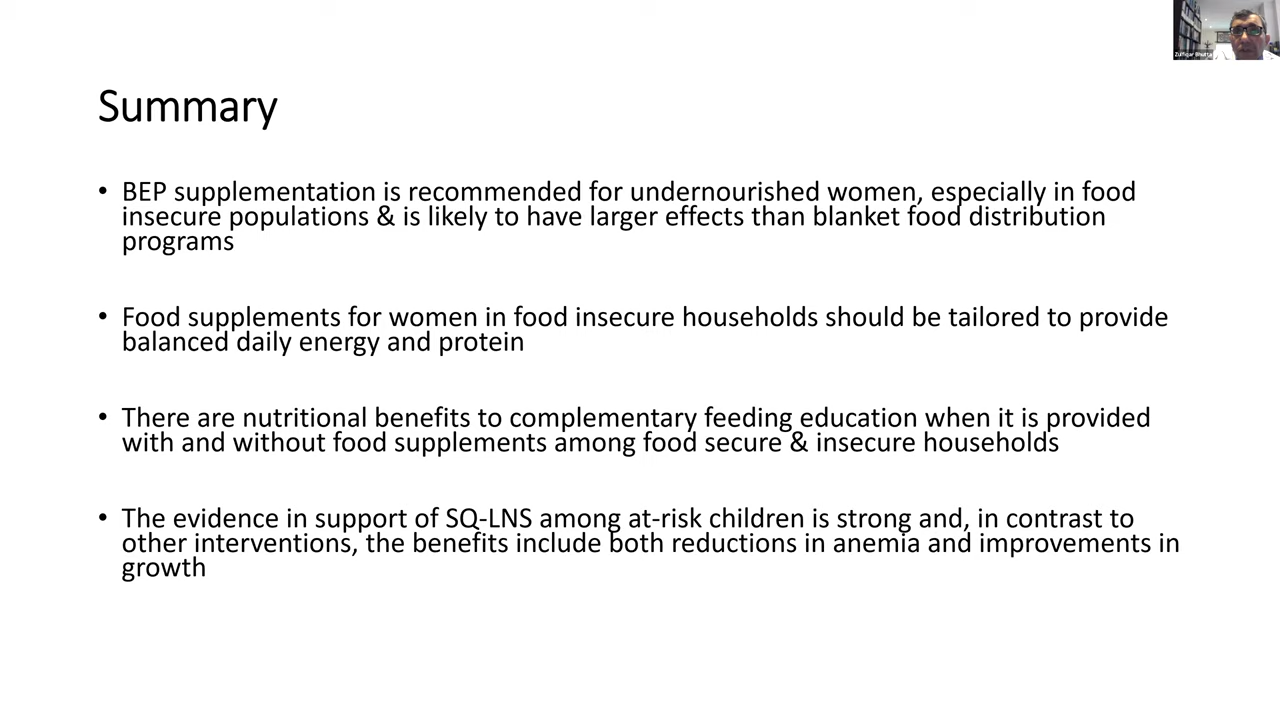 Zulfiqar Bhutta
Summary
• BEP supplementation is recommended for undernourished women, especially in food
insecure populations & is likely to have larger effects than blanket food distribution
programs
• Food supplements for women in food insecure households should be tailored to provide
balanced daily energy and protein
• There are nutritional benefits to complementary feeding education when it is provided
with and without food supplements among food secure & insecure households
• The evidence in support of SQ-LNS among at-risk children is strong and, in contrast to
other interventions, the benefits include both reductions in anemia and improvements in
growth